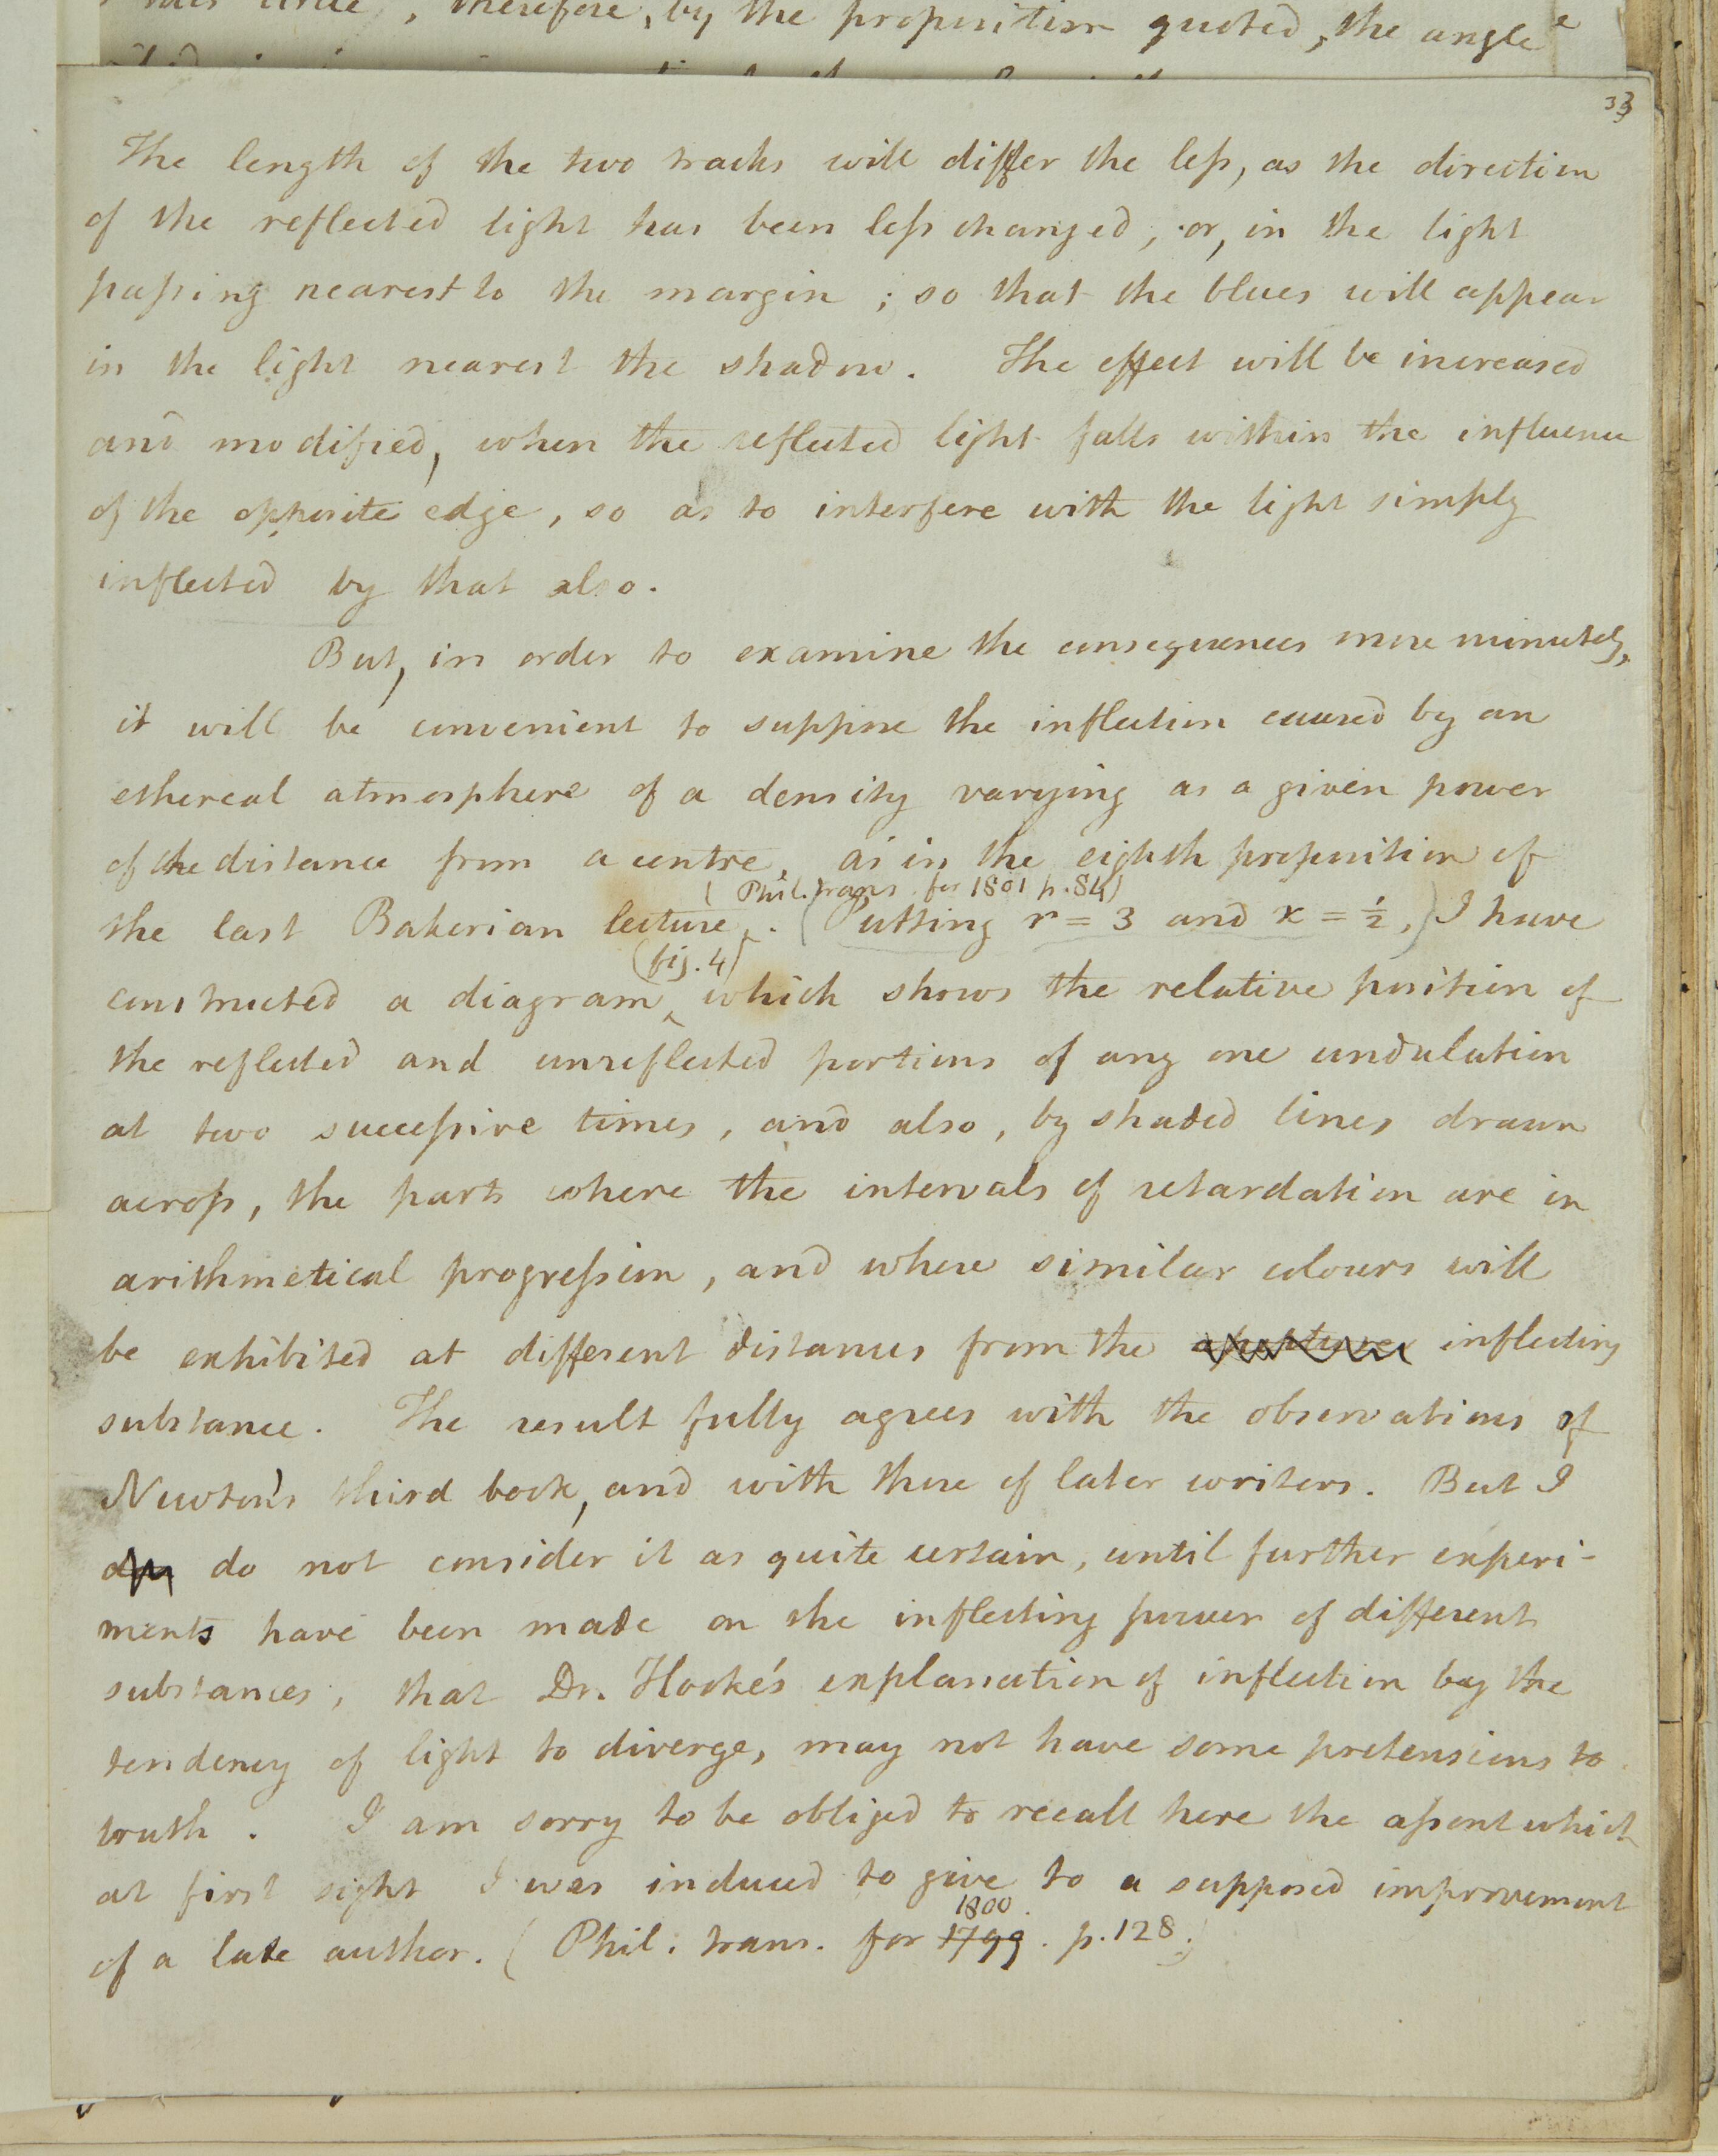 therefore, by the proposition quoted, the angle
33
The length of the two tracks will differ the leſs, as the direction
of the reflected light has been leſs changed, or, in the light
paſsing nearest to the margin; so that the blues will appear
in the light nearest the shadow. The effect will be increased
and modified, when the reflected light falls within the influence
of the opposite edge, so as to interfere with the light simply
inflected by that also.
But, in order to examine the consequences more minutely,
it will be convenient to suppose the inflection caused by an
ethereal atmosphere of a density varying as a given power
of the distance from a centre, as in the eighth proposition of
(Phil. trans. for 1801 p. 84)
the last Bakerian lecture. (Putting r = 3 and x = ½,) I have
(fig. 4)
constructed a diagram, which shows the relative position of
the reflected and unreflected portions of any one undulation
at two succeſsive times, and also, by shaded lines drawn
acroſs, the parts where the intervals of retardation are in
arithmetical progreſsion, and where similar colours will
be exhibited at different distances from the inflecting
substance. The result fully agrees with the observations of
Newton's third book, and with those of later writers. But I
do not consider it as quite certain, until further experi-
ments have been made on the inflecting power of different
substances, that Dr. Hooke's explanation of inflection by the
tendency of light to diverge, may not have some pretensions to
truth. I am sorry to be obliged to recall here the aſsent which
at first sight I was induced to give to a supposed improvement
1800.
of a late author. (Phil. trans. for 1799. p. 128.)